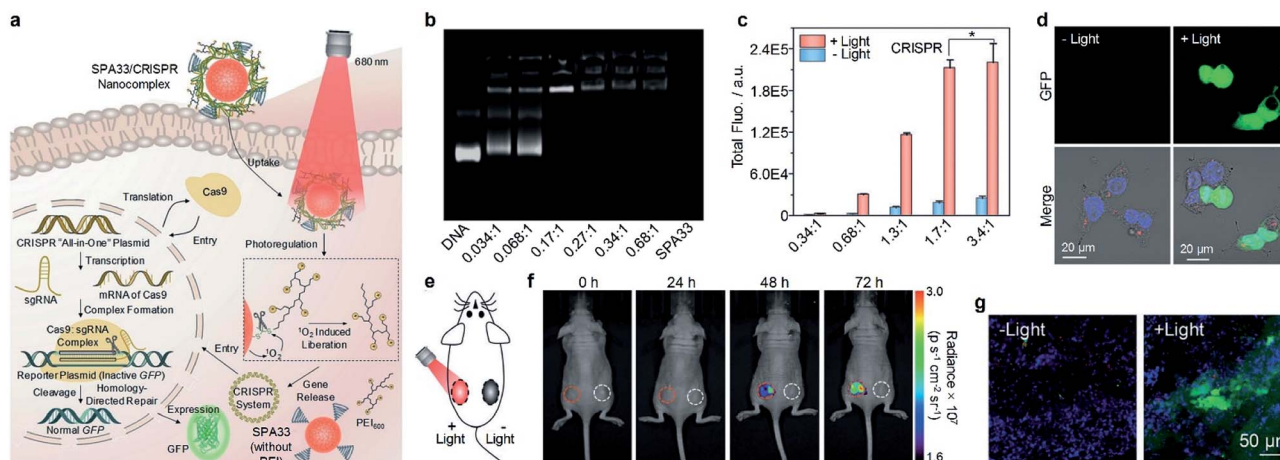 a
SPA33/CRISPR
Nanocomplex
680 nm
Uptake
Translation
Cas9
Entry
CRISPR "All-in-One" Plasmid
Transcription
sgRNA
mRNA of Cas9
Complex Formation
Cas9: sgRNA
Complex
Reporter Plasmid (Inactive GFP)
Cleavage
Homology-
Directed Repair
Normal GFP
Expression
GFP
Photoregulation
¹O₂
¹O₂ Induced
Liberation
Entry
CRISPR
System
Gene
Release
PEI₆₀₀
SPA33
(without
PEI)
b
DNA
0.034:1
0.068:1
0.17:1
0.27:1
0.34:1
0.68:1
SPA33
c
+ Light
- Light
CRISPR
*
Total Fluo. / a.u.
2.4E5
1.2E5
0.0E4
0.34:1
0.68:1
1.3:1
1.7:1
3.4:1
d
- Light
+ Light
GFP
Merge
20 μm
20 μm
e
+
Light
-
Light
f
0 h
24 h
48 h
72 h
3.0
1.6
Radiance × 10⁷
(p s⁻¹ cm⁻² sr⁻¹)
g
-Light
+Light
50 μm